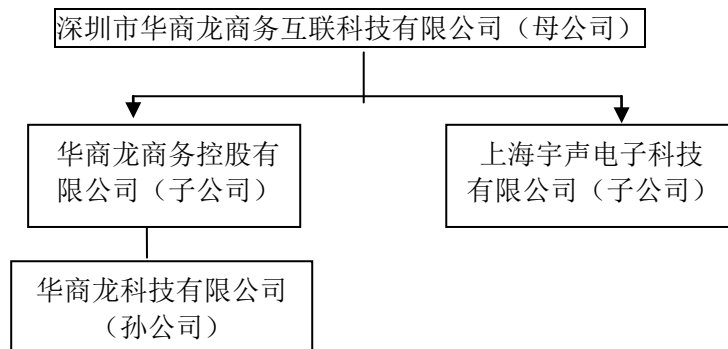 深圳市华商龙商务互联科技有限公司（母公司）
华商龙商务控股有
限公司（子公司）
上海宇声电子科技
有限公司（子公司）
华商龙科技有限公司
（孙公司）